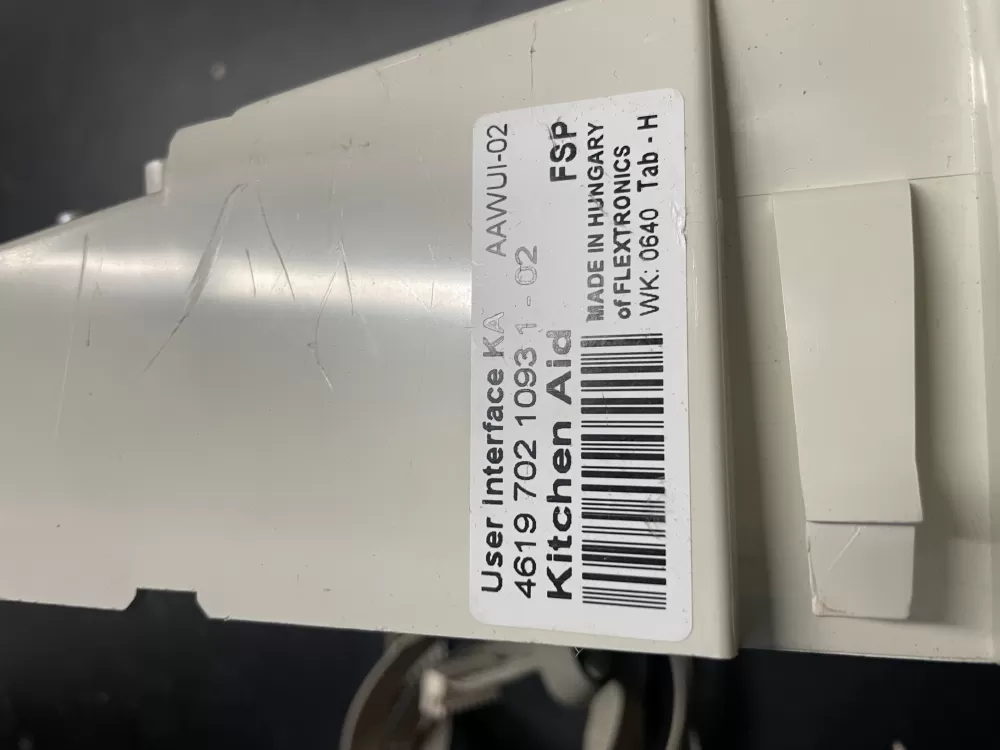 User Interface KA AAWUI-02
4619 702 1093 1 - 02
Kitchen Aid FSP
MADE IN HUNGARY
of FLEXTRONICS
WK: 0640 Tab - H